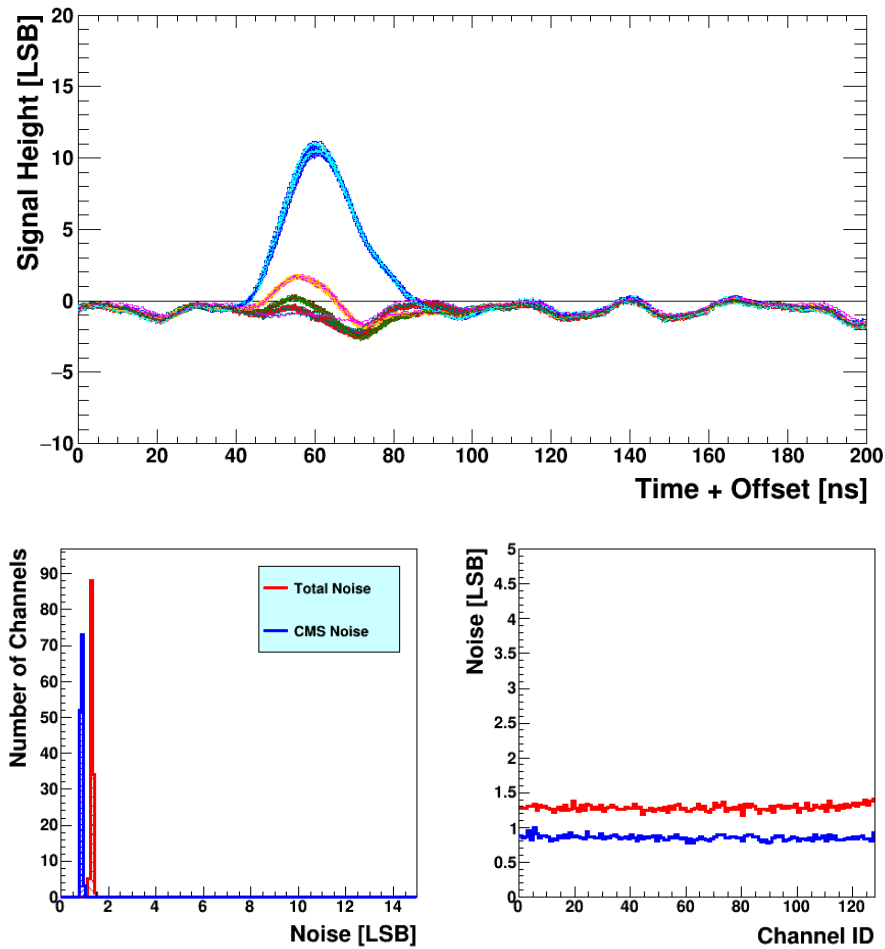 Signal Height [LSB]
20
15
10
5
0
−5
−10
0 20 40 60 80 100 120 140 160 180 200
Time + Offset [ns]
Number of Channels
90
80
70
60
50
40
30
20
10
0
0 2 4 6 8 10 12 14
Noise [LSB]
Total Noise
CMS Noise
Noise [LSB]
5
4.5
4
3.5
3
2.5
2
1.5
1
0.5
0
0 20 40 60 80 100 120
Channel ID